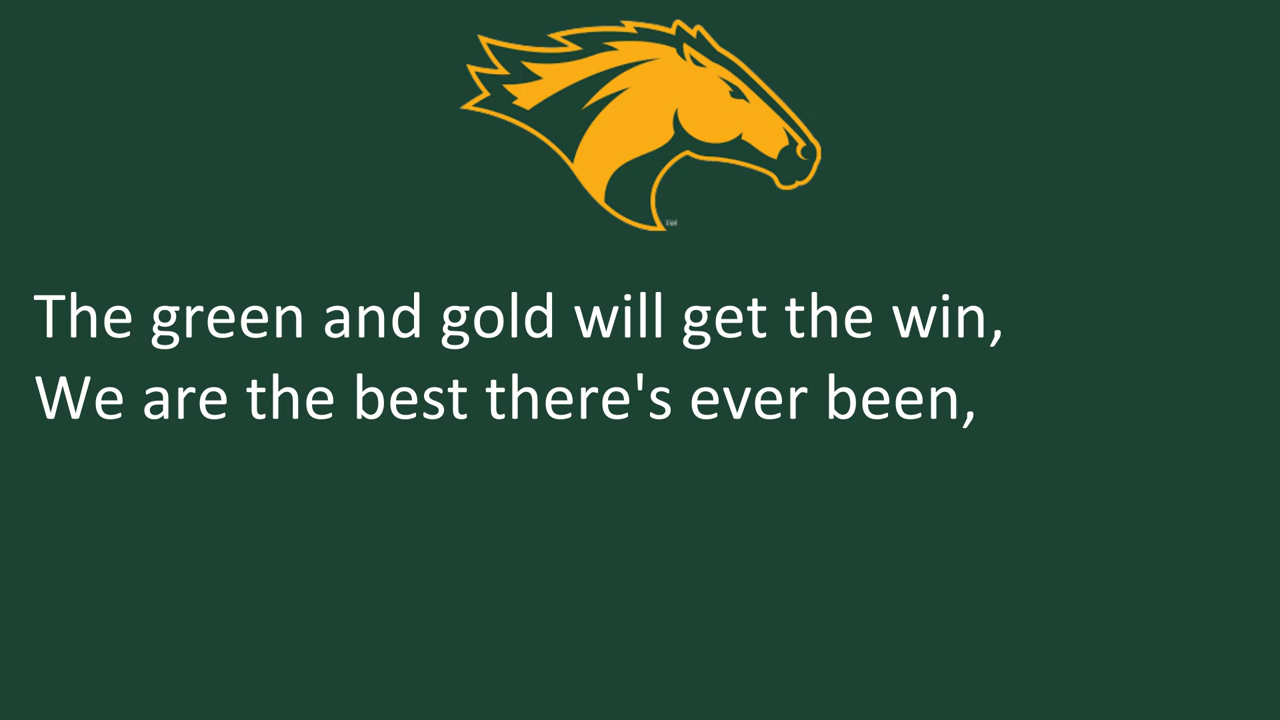 The green and gold will get the win,
We are the best there's ever been,